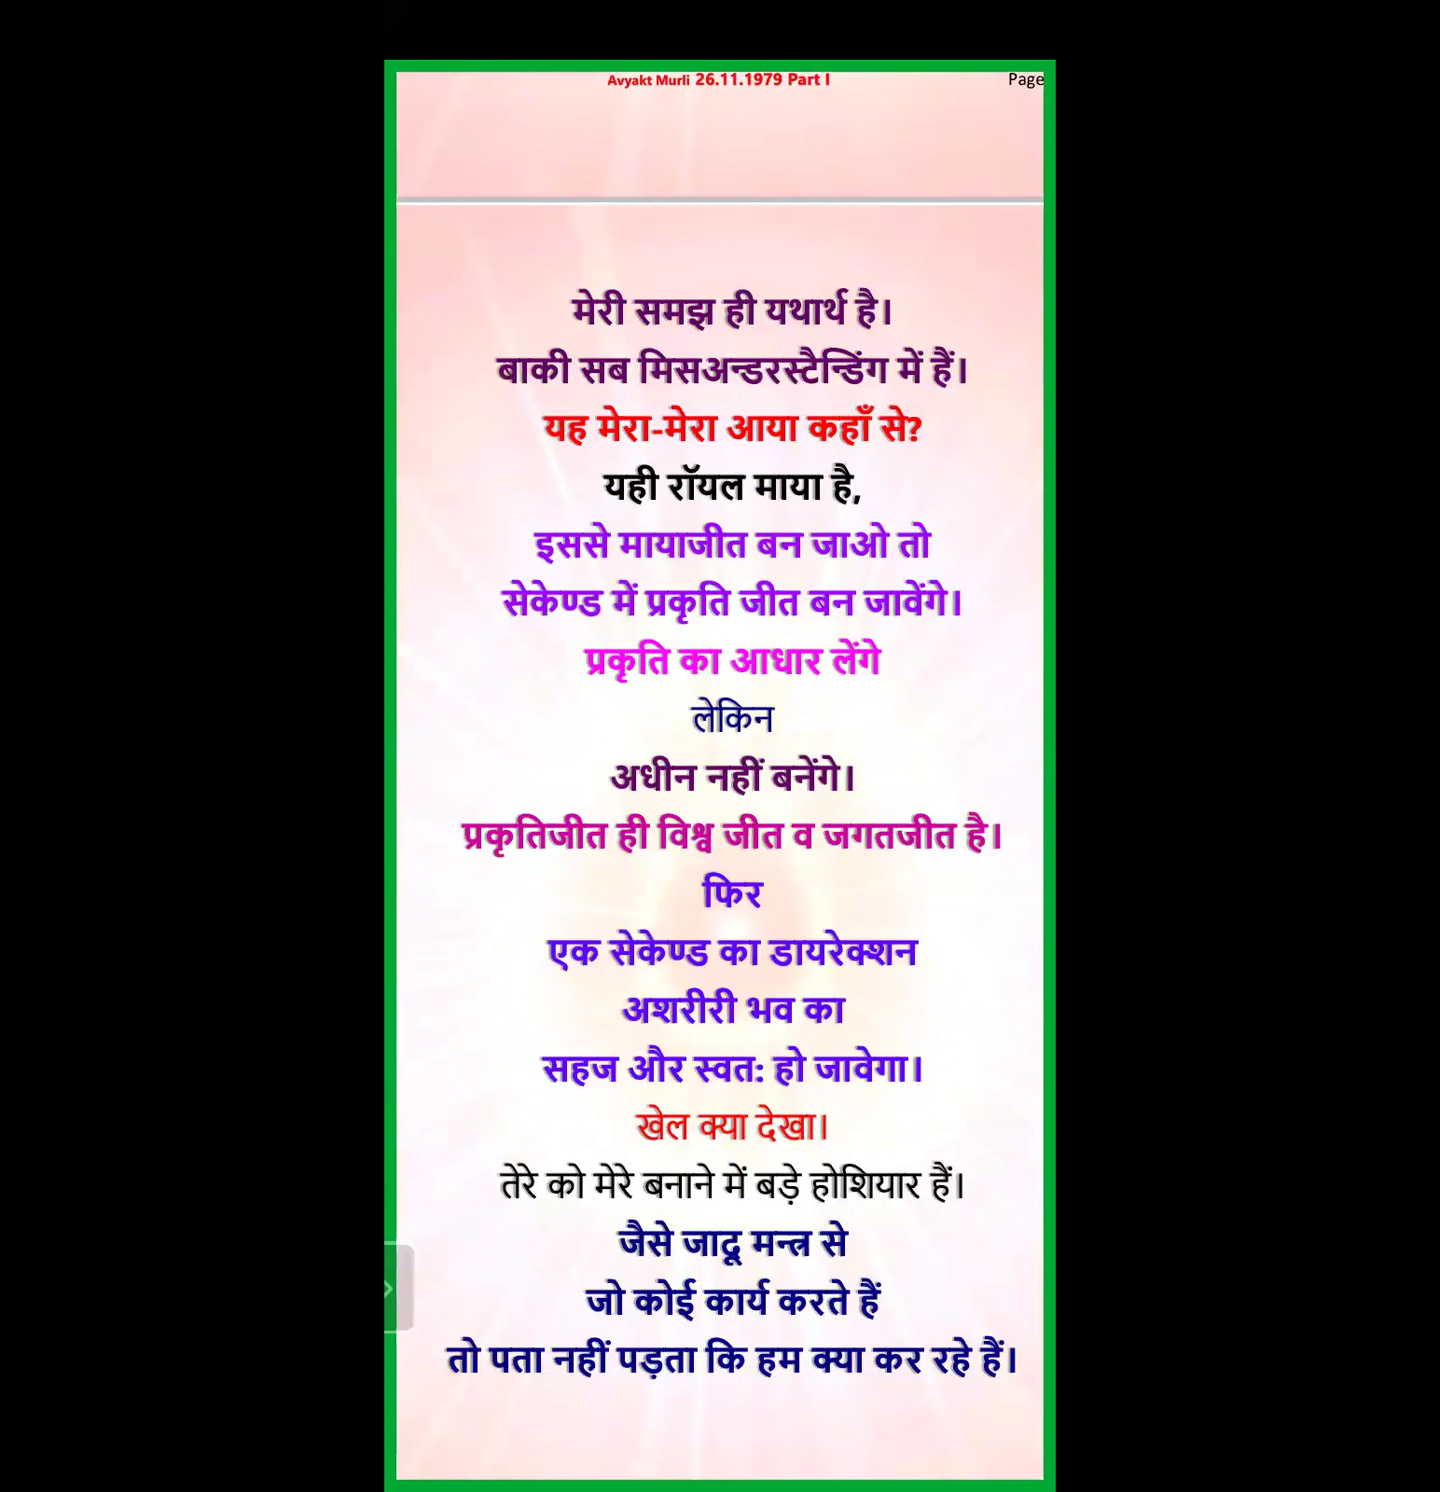 Avyakt Murli 26.11.1979 Part I Page
मेरी समझ ही यथार्थ है।
बाकी सब मिसअन्डरस्टैन्डिंग में हैं।
यह मेरा-मेरा आया कहाँ से?
यही रॉयल माया है,
इससे मायाजीत बन जाओ तो
सेकेण्ड में प्रकृति जीत बन जावेंगे।
प्रकृति का आधार लेंगे
लेकिन
अधीन नहीं बनेंगे।
प्रकृतिजीत ही विश्व जीत व जगतजीत है।
फिर
एक सेकेण्ड का डायरेक्शन
अशरीरी भव का
सहज और स्वत: हो जावेगा।
खेल क्या देखा।
तेरे को मेरे बनाने में बड़े होशियार हैं।
जैसे जादू मन्त्र से
जो कोई कार्य करते हैं
तो पता नहीं पड़ता कि हम क्या कर रहे हैं।